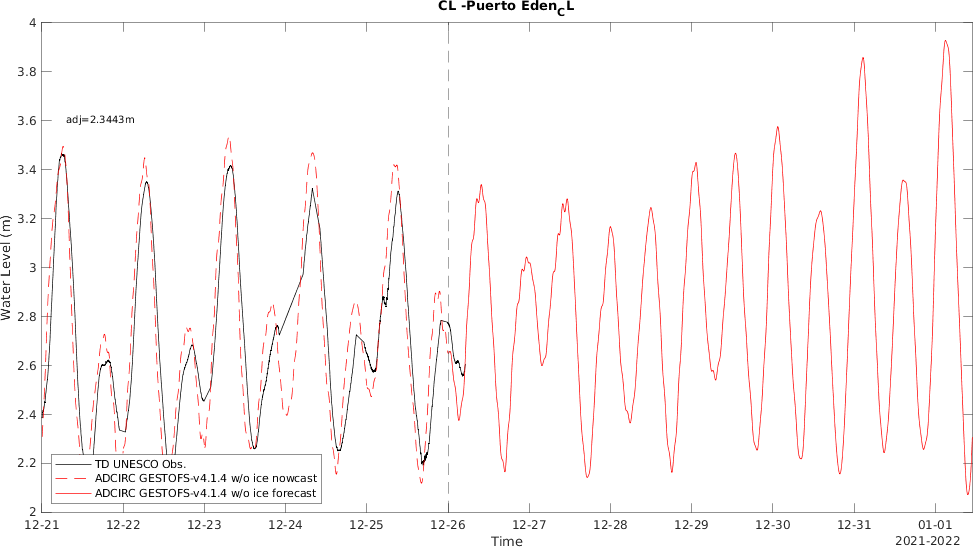 CL -Puerto Eden_CL
4
3.8
3.6
3.4
3.2
3
2.8
2.6
2.4
2.2
2
Water Level (m)
adj=2.3443m
TD UNESCO Obs.
ADCIRC GESTOFS-v4.1.4 w/o ice nowcast
ADCIRC GESTOFS-v4.1.4 w/o ice forecast
12-21 12-22 12-23 12-24 12-25 12-26 12-27 12-28 12-29 12-30 12-31 01-01
Time
2021-2022